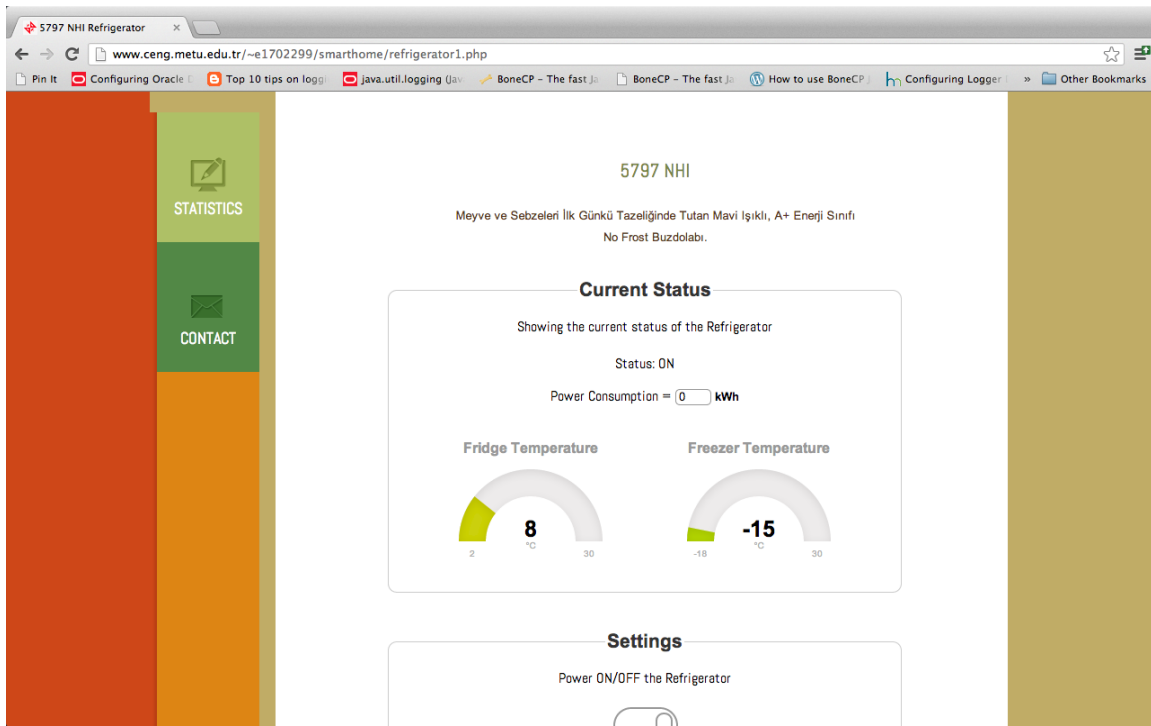 5797 NHI Refrigerator
www.ceng.metu.edu.tr/~e1702299/smarthome/refrigerator1.php
Pin It Configuring Oracle Top 10 tips on loggi java.util.logging (Jav BoneCP – The fast Ja BoneCP – The fast Ja How to use BoneCP Configuring Logger » Other Bookmarks
STATISTICS
CONTACT
5797 NHI
Meyve ve Sebzeleri İlk Günkü Tazeliğinde Tutan Mavi Işıklı, A+ Enerji Sınıfı
No Frost Buzdolabı.
Current Status
Showing the current status of the Refrigerator
Status: ON
Power Consumption = 0 kWh
Fridge Temperature Freezer Temperature
8 -15
°C °C
2 30 -18 30
Settings
Power ON/OFF the Refrigerator